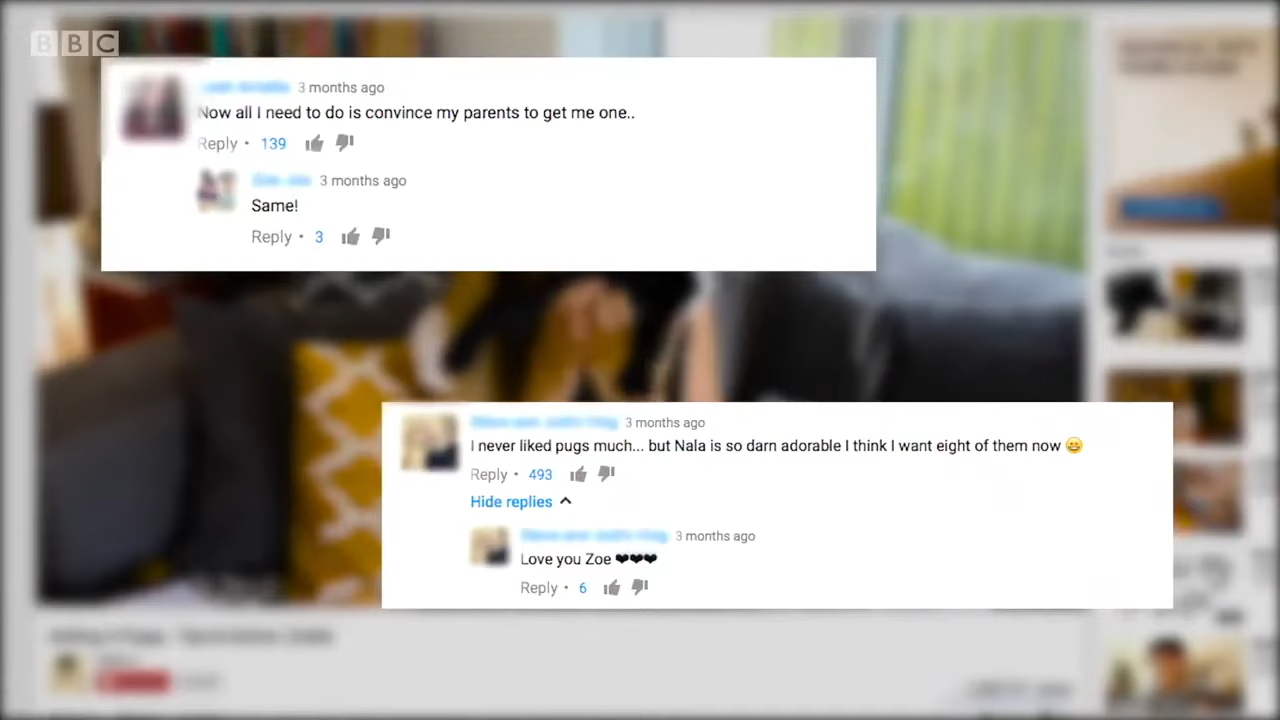 BBC
3 months ago
Now all I need to do is convince my parents to get me one..
Reply • 139
3 months ago
Same!
Reply • 3
3 months ago
I never liked pugs much... but Nala is so darn adorable I think I want eight of them now 😀
Reply • 493
Hide replies
3 months ago
Love you Zoe ❤❤❤
Reply • 6